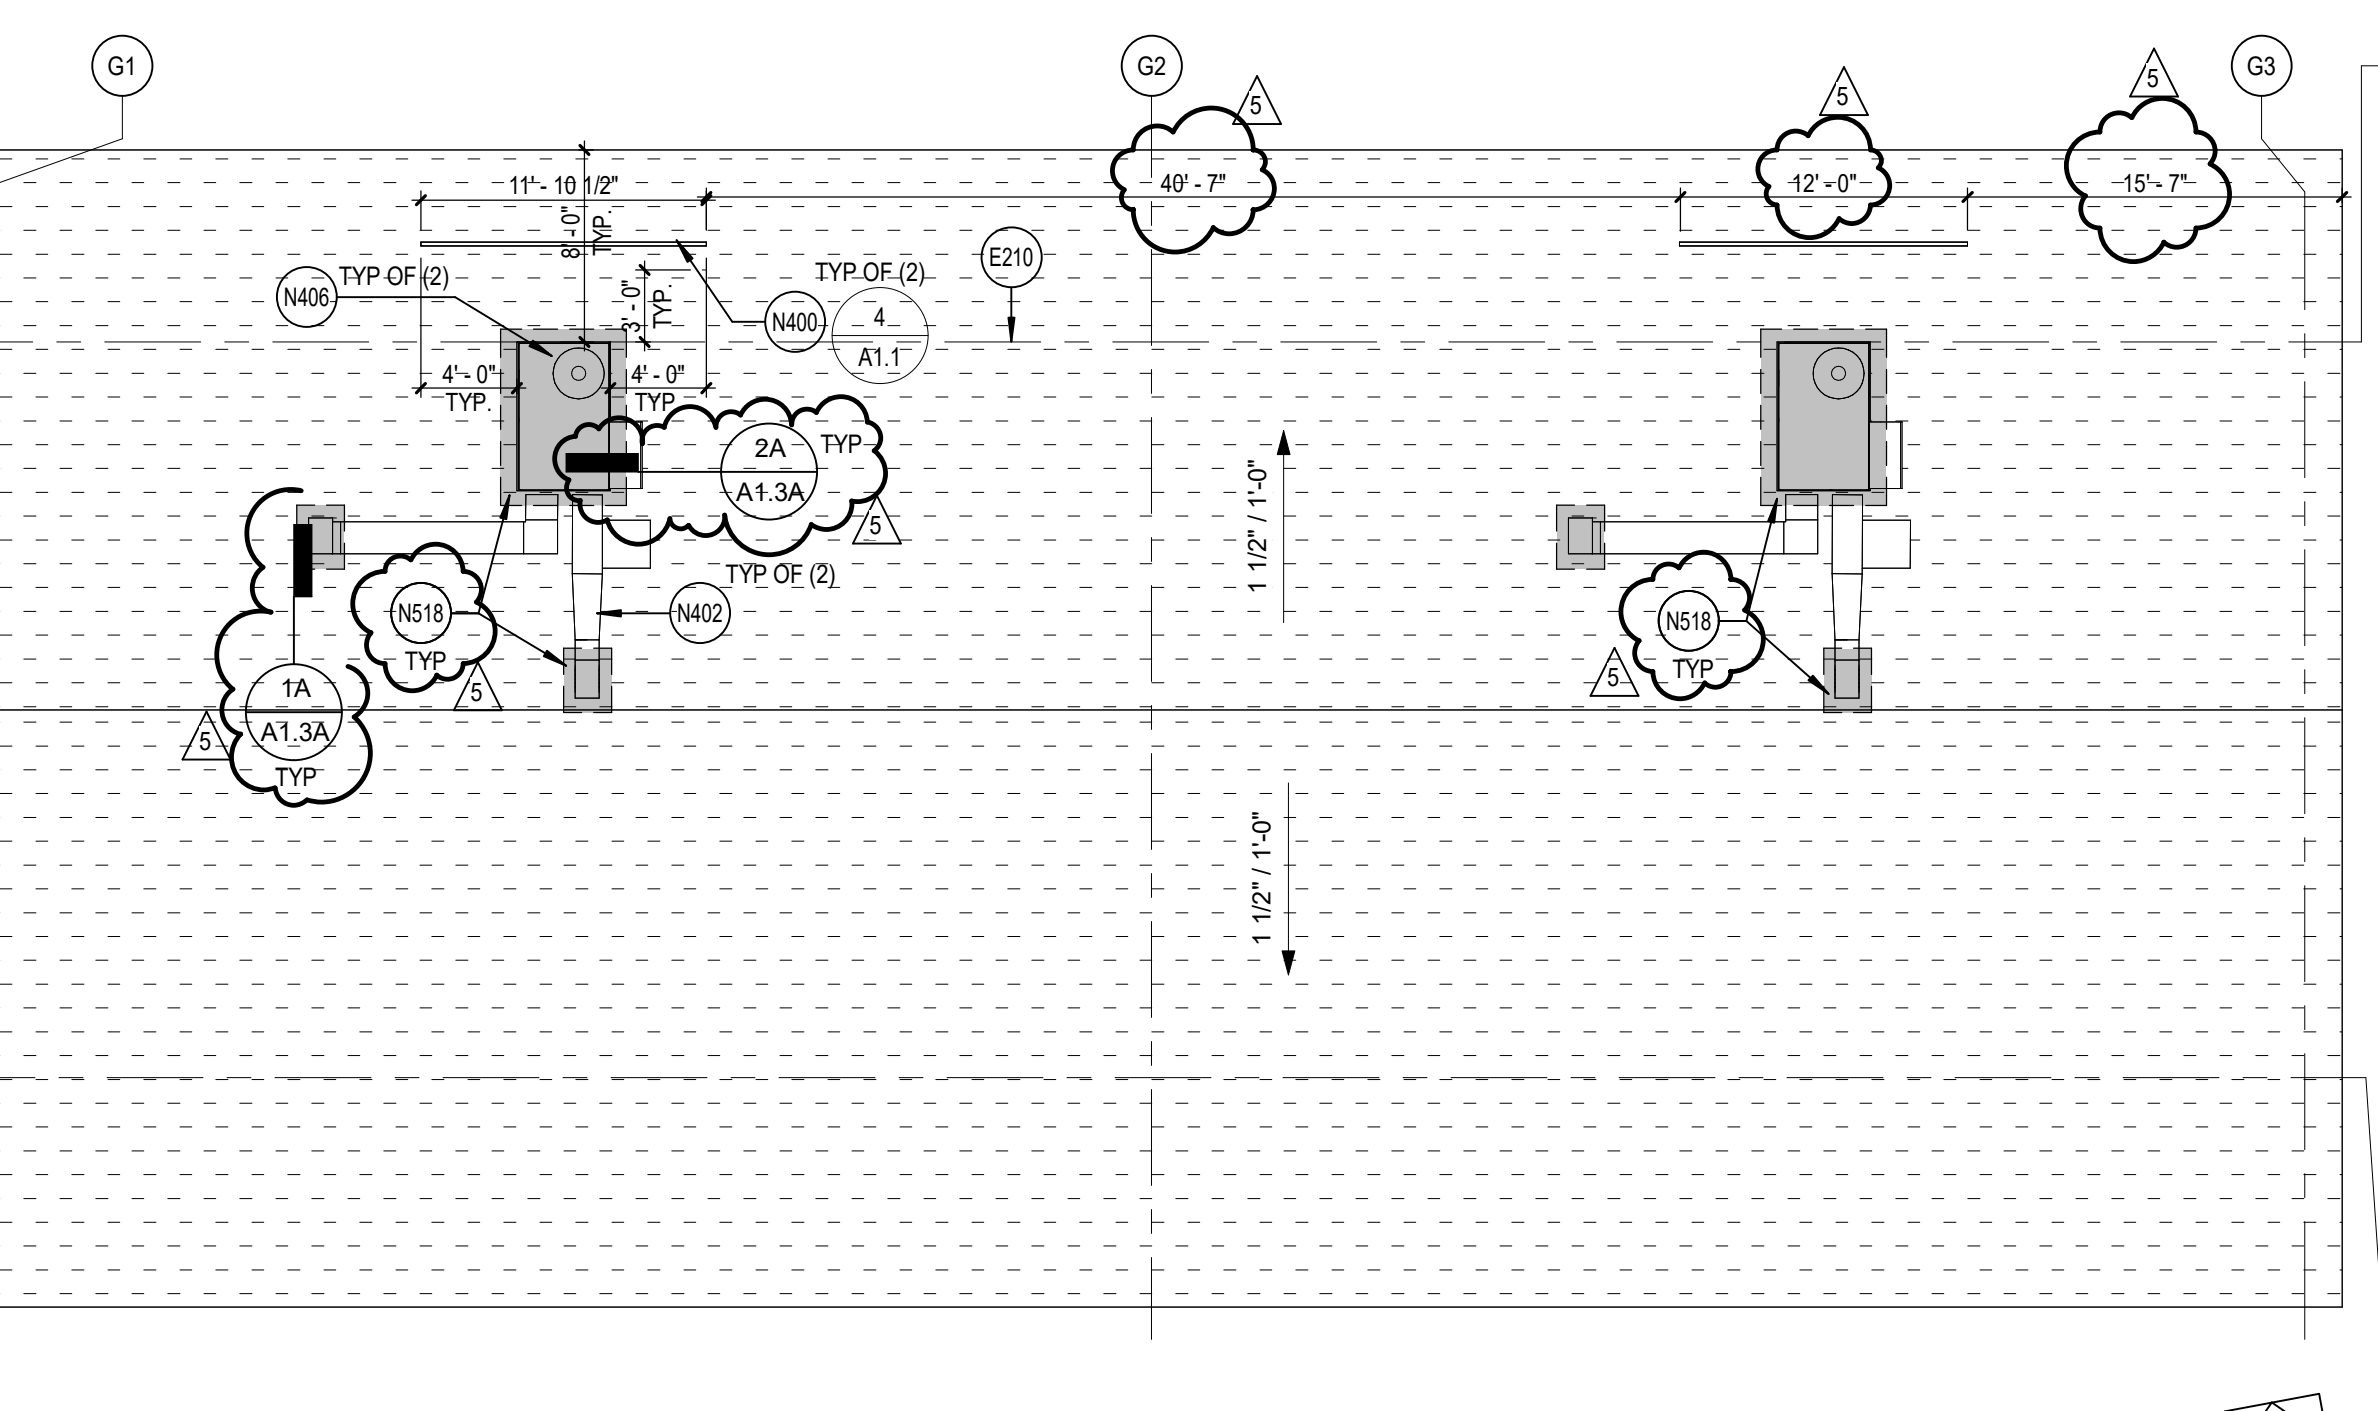 G1
G2
G3
5
5
5
11' - 10 1/2"
40' - 7"
12' - 0"
15' - 7"
8' - 0"
TYP.
E210
N406
TYP OF (2)
TYP OF (2)
3' - 0"
TYP.
N400
4
A1.1
4' - 0"
TYP.
4' - 0"
TYP
2A
A1.3A
TYP
5
1 1/2" / 1'-0"
TYP OF (2)
N518
TYP
5
N402
N518
TYP
5
1A
A1.3A
TYP
5
1 1/2" / 1'-0"